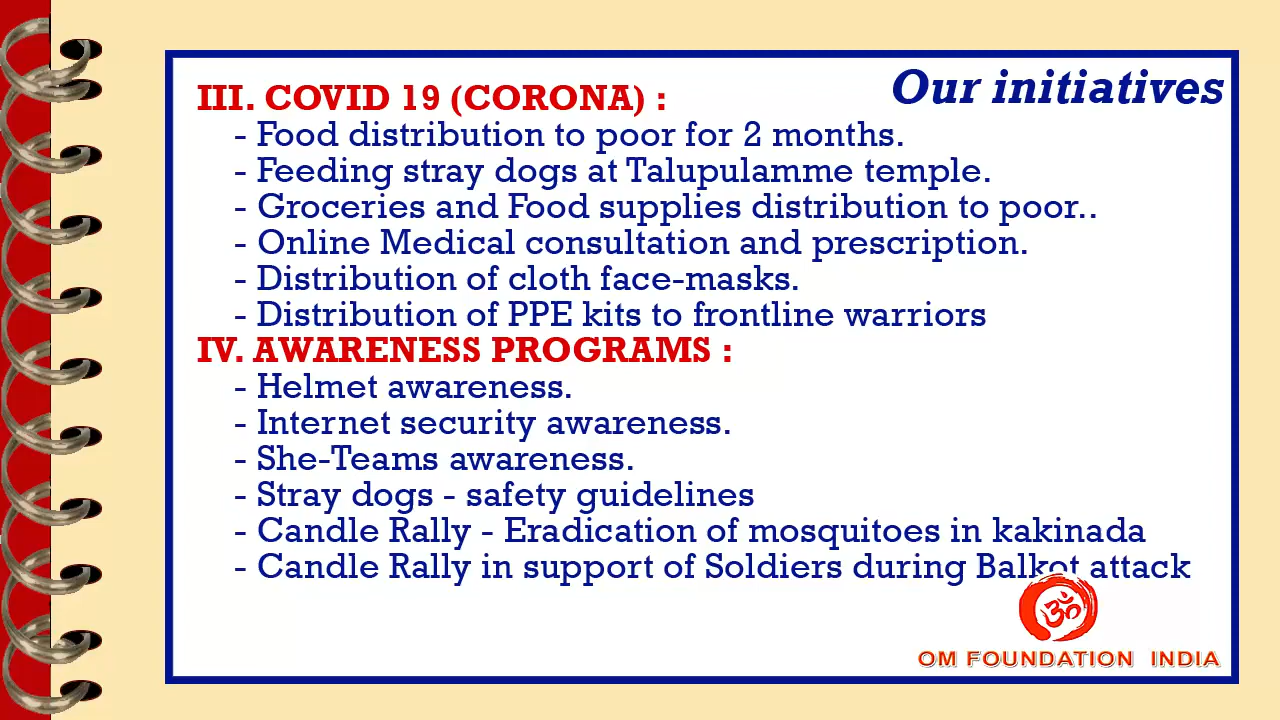 Our initiatives
III. COVID 19 (CORONA) :
- Food distribution to poor for 2 months.
- Feeding stray dogs at Talupulamme temple.
- Groceries and Food supplies distribution to poor..
- Online Medical consultation and prescription.
- Distribution of cloth face-masks.
- Distribution of PPE kits to frontline warriors
IV. AWARENESS PROGRAMS :
- Helmet awareness.
- Internet security awareness.
- She-Teams awareness.
- Stray dogs - safety guidelines
- Candle Rally - Eradication of mosquitoes in kakinada
- Candle Rally in support of Soldiers during Balkot attack
ॐ
OM FOUNDATION INDIA